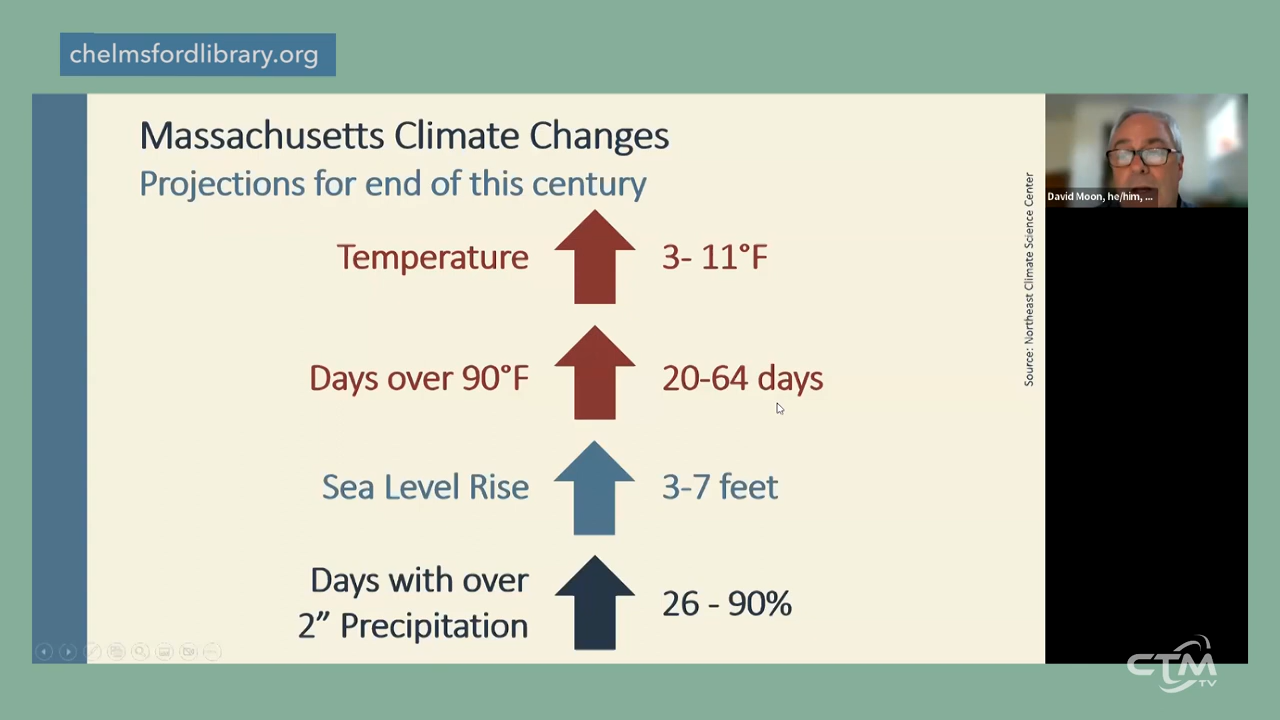 chelmsfordlibrary.org
Massachusetts Climate Changes
Projections for end of this century
Temperature
3- 11°F
Days over 90°F
20-64 days
Sea Level Rise
3-7 feet
Days with over
2” Precipitation
26 - 90%
Source: Northeast Climate Science Center
David Moon, he/him, ...
CTM
TV